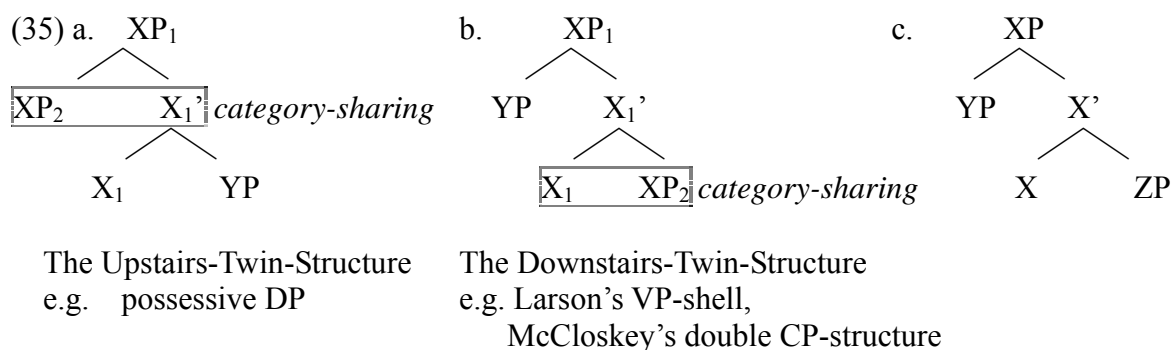 (35) a. XP₁ b. XP₁ c. XP
XP₂ X₁’ category-sharing YP X₁’ YP X’
X₁ YP X₁ XP₂ category-sharing X ZP
The Upstairs-Twin-Structure The Downstairs-Twin-Structure
e.g. possessive DP e.g. Larson’s VP-shell,
McCloskey’s double CP-structure